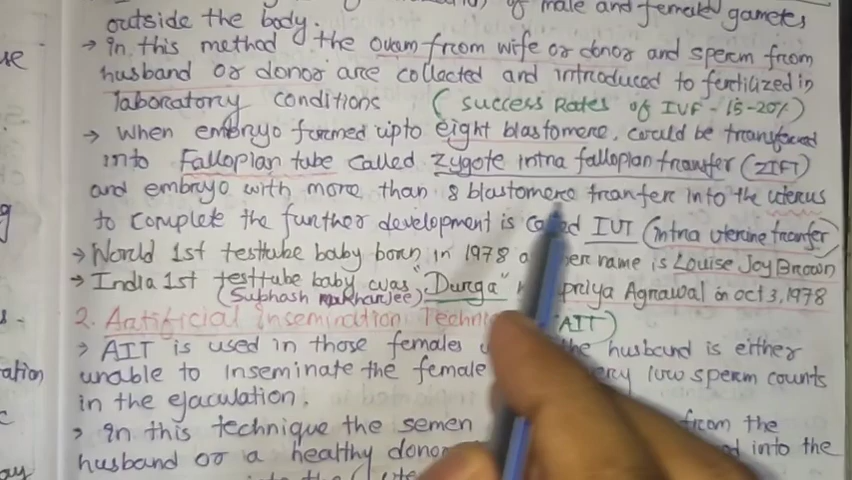 of male and female gametes
outside the body.
→ In this method the ovum from wife or donor and sperm from
husband or donor are collected and introduced to fertilized in
laboratory conditions (success Rates of IVF - 15-20%)
→ When embryo formed upto eight blastomere, could be transfered
into Fallopian tube called zygote intra fallopian transfer (ZIFT)
and embryo with more than 8 blastomere tranfer into the uterus
to complete the further development is called IUT (intra uterine tranfer)
→ World 1st testtube baby born in 1978 her name is Louise Joy Brown
→ India 1st testtube baby was "Durga" priya Agrawal in oct 3, 1978
(Subhash makharjee)
2. Aatificial Insemination Techni AIT)
→ AIT is used in those females the husband is either
unable to inseminate the female very low sperm counts
in the ejaculation.
→ In this technique the semen from the
husband or a healthy donor into the